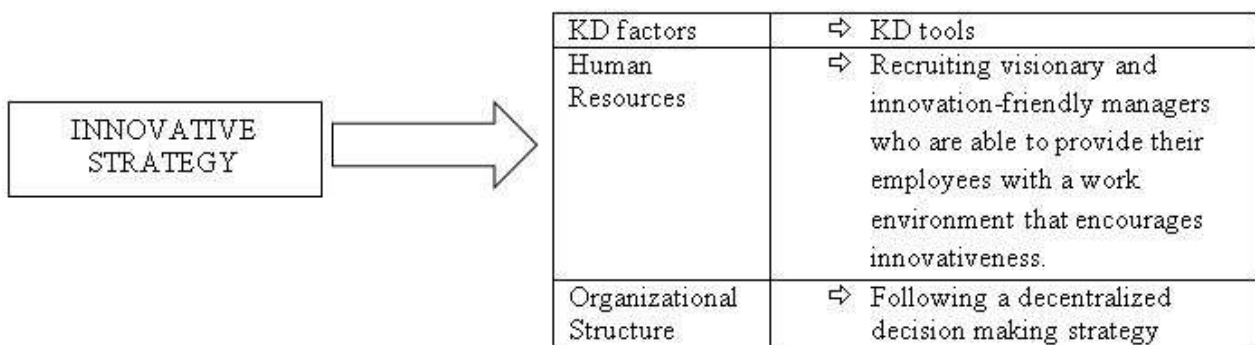 INNOVATIVE
STRATEGY
KD factors
⇨ KD tools
Human
Resources
⇨ Recruiting visionary and
innovation-friendly managers
who are able to provide their
employees with a work
environment that encourages
innovativeness.
Organizational
Structure
⇨ Following a decentralized
decision making strategy